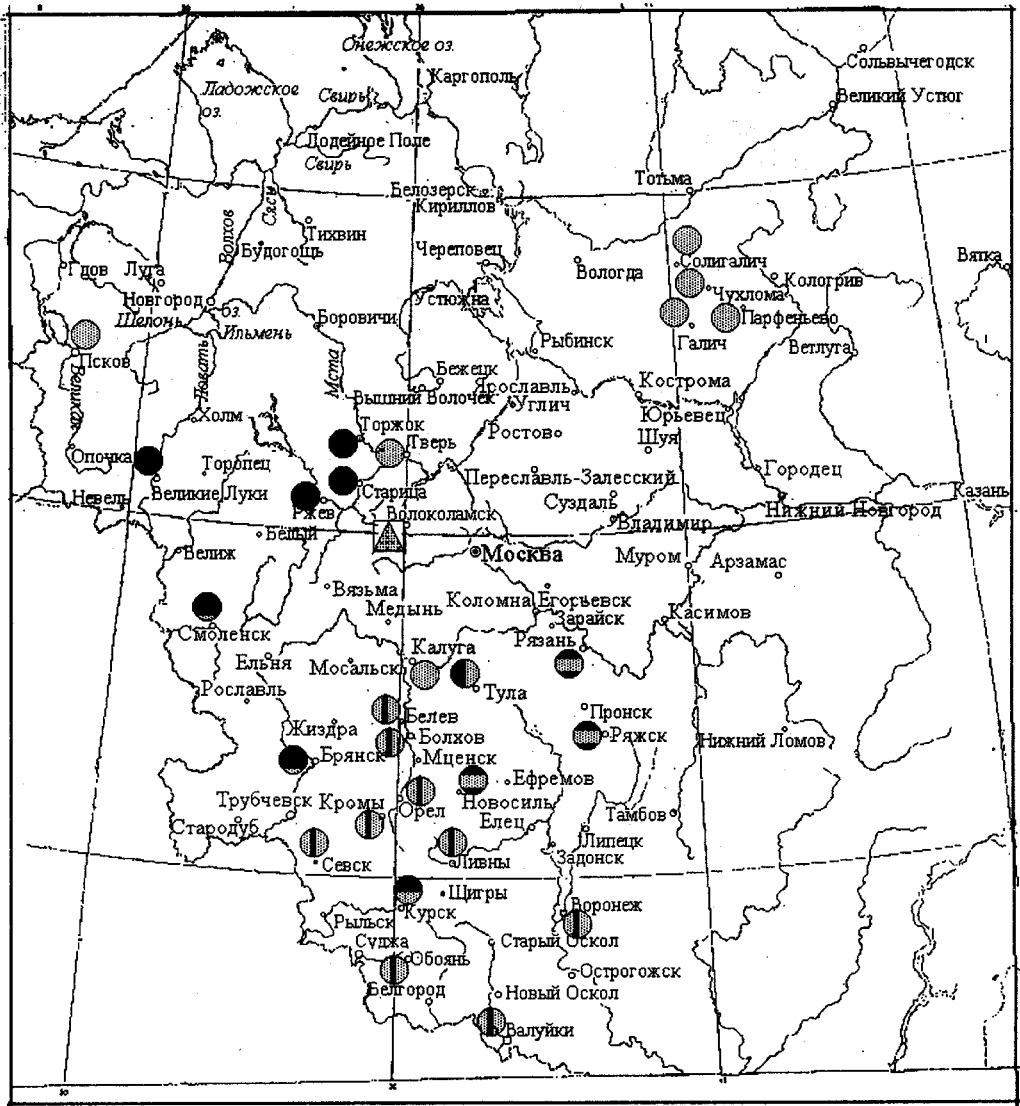 Онежское оз.
Каргополь
Сольвычегодск
Ладожское
оз.
Свирь
Великий Устюг
Лодейное Поле
Свирь
Тотьма
Белозерск
Кириллов
Сясь
Волхов
Тихвин
Будогощь
Череповец
Вологда
Солигалич
Вятка
Гдов
Луга
Кологрив
Чухлома
Новгород
оз.
Устюжна
Парфеньево
Шелонь
Ильмень
Боровичи
Галич
Рыбинск
Ветлуга
Псков
Великая
Ловать
Мста
Бежецк
Вышний Волочек
Ярославль
Кострома
Углич
Юрьевец
Холм
Торжок
Ростов
Шуя
Опочка
Торопец
Тверь
Переславль-Залесский
Городец
Невель
Великие Луки
Старица
Суздаль
Казань
Ржев
Волоколамск
Владимир
Нижний Новгород
Белый
Велиж
Москва
Муром
Арзамас
Вязьма
Медынь
Коломна
Егорьевск
Зарайск
Касимов
Смоленск
Рязань
Ельня
Мосальск
Калуга
Рославль
Тула
Пронск
Жиздра
Белев
Болхов
Ряжск
Нижний Ломов
Брянск
Мценск
Ефремов
Трубчевск
Кромы
Орел
Новосиль
Елец
Тамбов
Стародуб
Липецк
Севск
Ливны
Задонск
Щигры
Рыльск
Курск
Воронеж
Суджа
Старый Оскол
Обоянь
Острогожск
Белгород
Новый Оскол
Валуйки